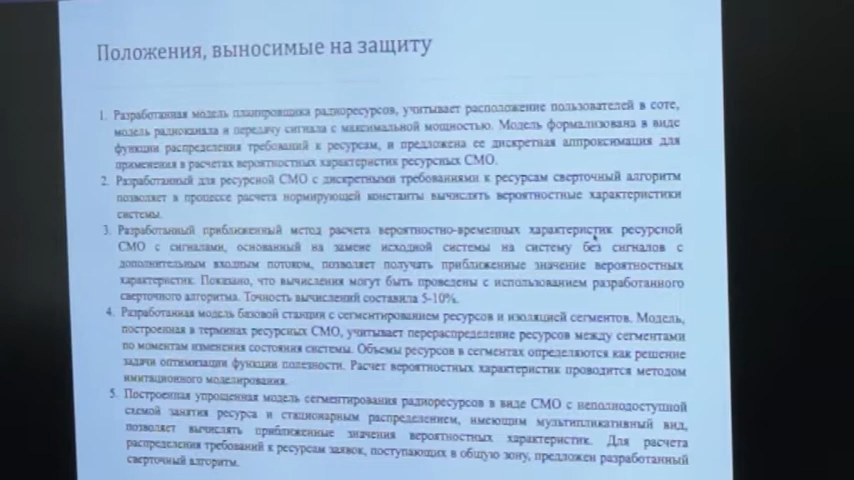 Положения, выносимые на защиту
1. Разработанная модель планировщика радиоресурсов, учитывает расположение пользователей в соте,
модель радиоканала и передачу сигнала с максимальной мощностью. Модель формализована в виде
функции распределения требований к ресурсам, и предложена ее дискретная аппроксимация для
применения в расчетах вероятностных характеристик ресурсных СМО.
2. Разработанный для ресурсной СМО с дискретными требованиями к ресурсам сверточный алгоритм
позволяет в процессе расчета нормирующей константы вычислять вероятностные характеристики
системы.
3. Разработанный приближенный метод расчета вероятностно-временных характеристик ресурсной
СМО с сигналами, основанный на замене исходной системы на систему без сигналов с
дополнительным входным потоком, позволяет получать приближенные значение вероятностных
характеристик. Показано, что вычисления могут быть проведены с использованием разработанного
сверточного алгоритма. Точность вычислений составила 5-10%.
4. Разработанная модель базовой станции с сегментированием ресурсов и изоляцией сегментов. Модель,
построенная в терминах ресурсных СМО, учитывает перераспределение ресурсов между сегментами
по моментам изменения состояния системы. Объемы ресурсов в сегментах определяются как решение
задачи оптимизации функции полезности. Расчет вероятностных характеристик проводится методом
имитационного моделирования.
5. Построенная упрощенная модель сегментирования радиоресурсов в виде СМО с неполнодоступной
схемой занятия ресурса и стационарным распределением, имеющим мультипликативный вид,
позволяет вычислять приближенные значения вероятностных характеристик. Для расчета
распределения требований к ресурсам заявок, поступающих в общую зону, предложен разработанный
сверточный алгоритм.